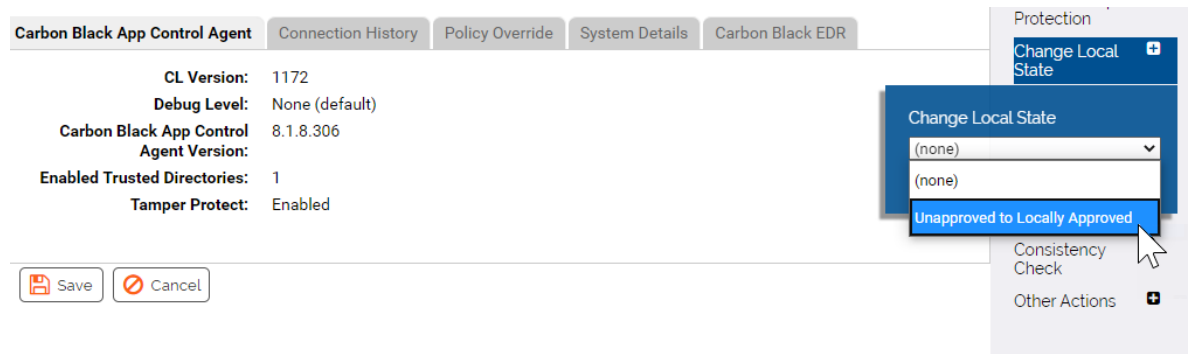 Protection
Carbon Black App Control Agent Connection History Policy Override System Details Carbon Black EDR
Change Local
State
CL Version: 1172
Debug Level: None (default)
Carbon Black App Control 8.1.8.306
Agent Version:
Enabled Trusted Directories: 1
Tamper Protect: Enabled
Change Local State
(none)
(none)
Unapproved to Locally Approved
Consistency
Check
Other Actions
Save Cancel